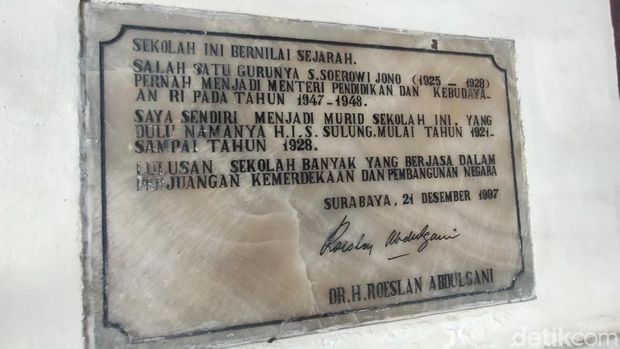 SEKOLAH INI BERNILAI SEJARAH.
SALAH SATU GURUNYA S.SOEROWIJONO (1925 – 1928)
PERNAH MENJADI MENTERI PENDIDIKAN DAN KEBUDAYA-
AN RI PADA TAHUN 1947-1948.
SAYA SENDIRI MENJADI MURID SEKOLAH INI, YANG
DULU NAMANYA H.I.S. SULUNG.MULAI TAHUN 1921-
SAMPAI TAHUN 1928.
LULUSAN SEKOLAH BANYAK YANG BERJASA DALAM
PERJUANGAN KEMERDEKAAN DAN PEMBANGUNAN NEGARA
SURABAYA, 21 DESEMBER 1997
Roeslan Abdulgani
DR.H.ROESLAN ABDULGANI
detikcom